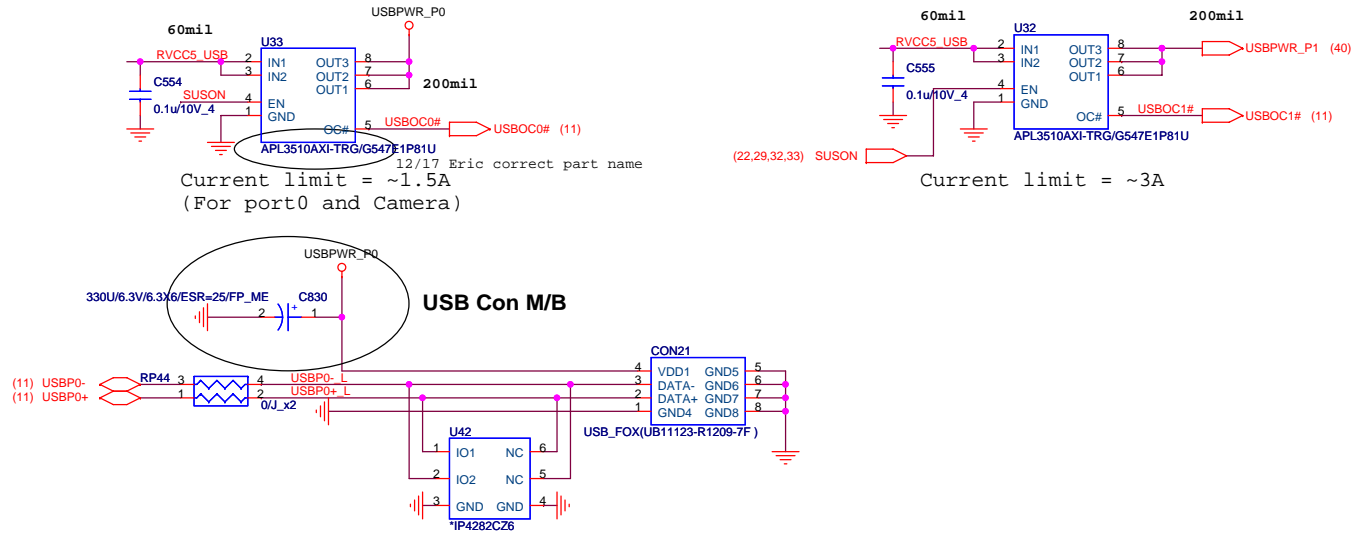 USBPWR_P0
60mil
U33
RVCC5_USB
2 IN1 OUT3 8
3 IN2 OUT2 7
OUT1 6
200mil
C554
0.1u/10V_4
SUSON
4 EN
1 GND
OC# 5 USBOC0# USBOC0# (11)
APL3510AXI-TRG/G547E1P81U
12/17 Eric correct part name
Current limit = ~1.5A
(For port0 and Camera)
60mil
U32
200mil
RVCC5_USB
2 IN1 OUT3 8 USBPWR_P1 (40)
3 IN2 OUT2 7
OUT1 6
C555
0.1u/10V_4
4 EN
1 GND
OC# 5 USBOC1# USBOC1# (11)
APL3510AXI-TRG/G547E1P81U
(22,29,32,33) SUSON
Current limit = ~3A
USBPWR_P0
330U/6.3V/6.3X6/ESR=25/FP_ME C830
2 + 1
USB Con M/B
CON21
4 VDD1 GND5 5
3 DATA- GND6 6
2 DATA+ GND7 7
1 GND4 GND8 8
USB_FOX(UB11123-R1209-7F )
(11) USBP0- RP44 3 4 USBP0-_L
(11) USBP0+ 1 2 USBP0+_L
0/J_x2
U42
1 IO1 NC 6
2 IO2 NC 5
3 GND GND 4
*IP4282CZ6